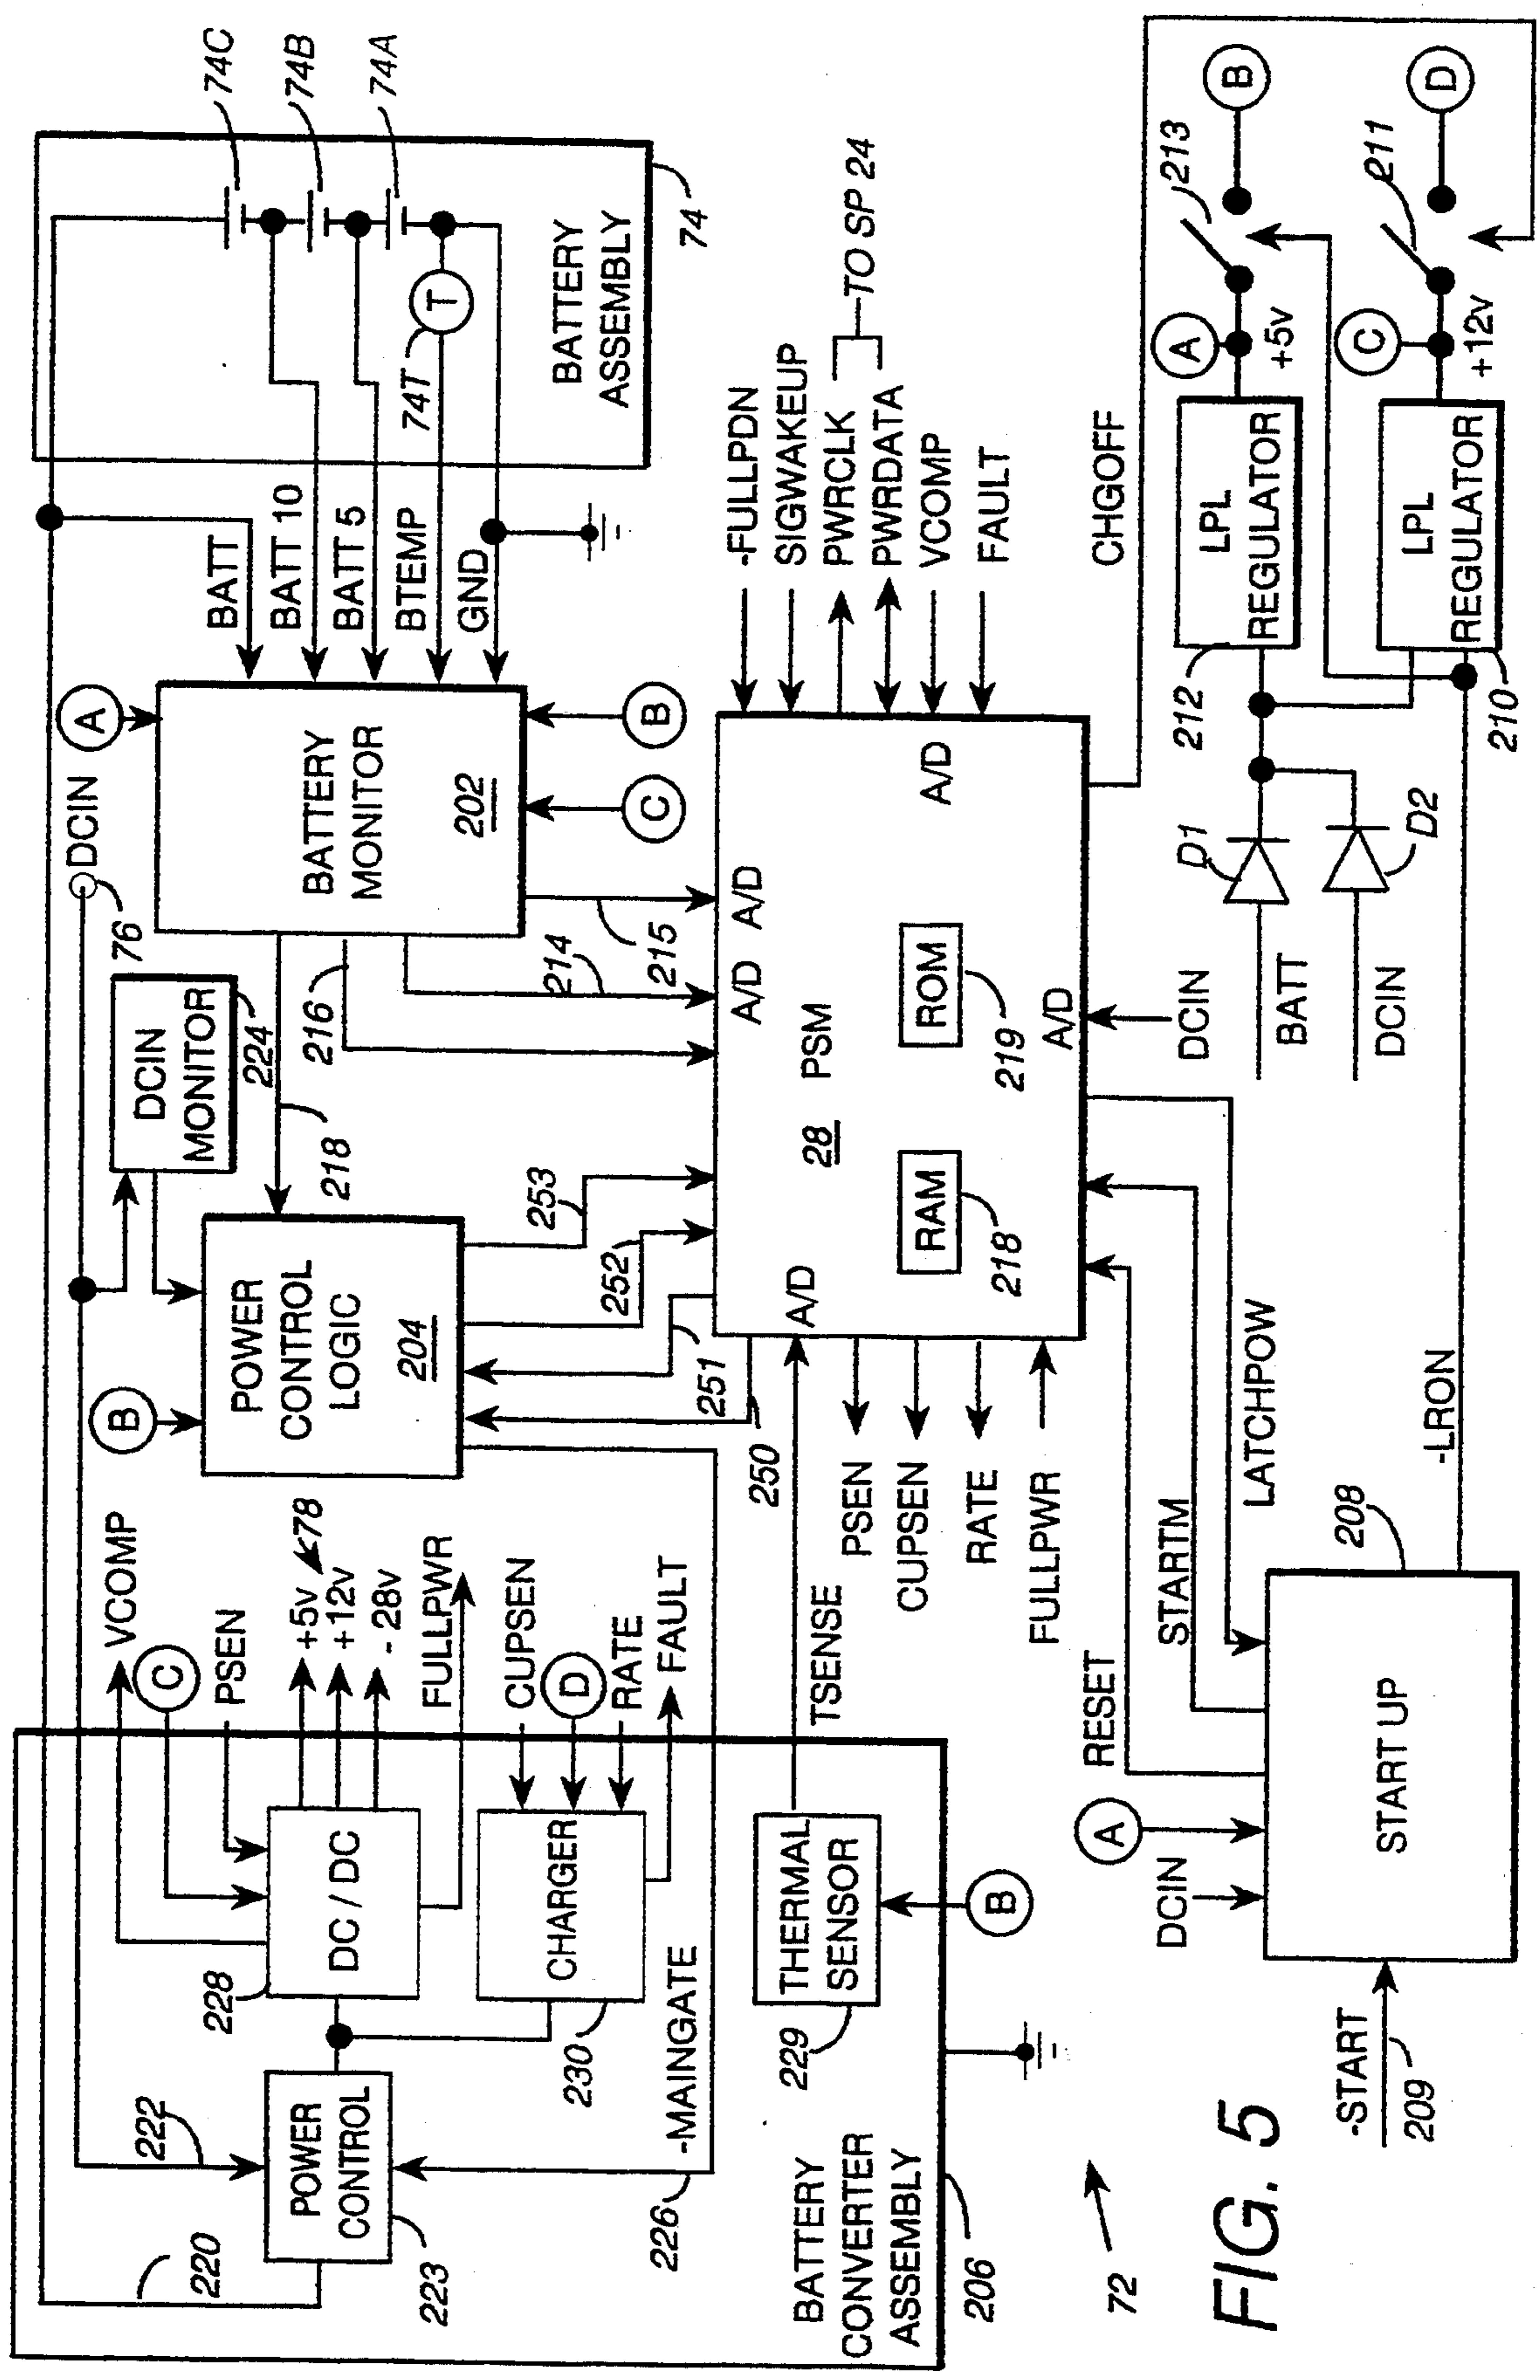 220
222
POWER
CONTROL
223
226
-MAINGATE
BATTERY
CONVERTER
ASSEMBLY
206
72
FIG. 5
228
DC / DC
VCOMP
C
PSEN
+5v
78
+12v
- 28v
FULLPWR
CHARGER
230
CUPSEN
D
RATE
FAULT
THERMAL
SENSOR
229
B
TSENSE
B
POWER
CONTROL
LOGIC
204
DCIN
MONITOR
224
DCIN
76
218
216
214
215
A
BATTERY
MONITOR
202
C
B
BATT
BATT 10
BATT 5
BTEMP
GND
74T
T
BATTERY
ASSEMBLY
74
74C
74B
74A
253
252
251
250
A/D
A/D
A/D
A/D
A/D
28
PSM
RAM
218
ROM
219
PSEN
CUPSEN
RATE
FULLPWR
-FULLPDN
SIGWAKEUP
PWRCLK
PWRDATA
TO SP 24
VCOMP
FAULT
CHGOFF
DCIN
RESET
STARTM
LATCHPOW
-LRON
A
DCIN
-START
209
START UP
208
BATT
DCIN
D1
D2
212
LPL
REGULATOR
A
+5v
213
B
210
LPL
REGULATOR
C
+12v
211
D